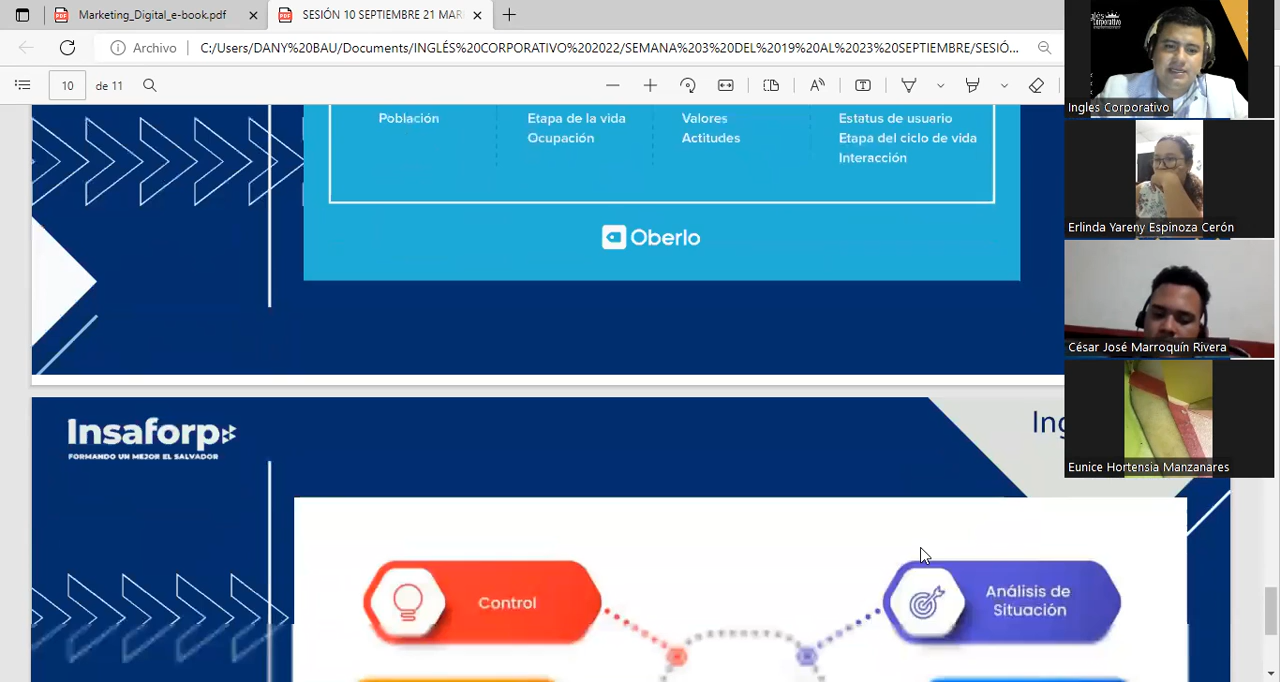 Marketing_Digital_e-book.pdf
SESIÓN 10 SEPTIEMBRE 21 MAR
Archivo
C:/Users/DANY%20BAU/Documents/INGLÉS%20CORPORATIVO%202022/SEMANA%203%20DEL%2019%20AL%2023%20SEPTIEMBRE/SESIÓ...
10 de 11
Población
Etapa de la vida
Ocupación
Valores
Actitudes
Estatus de usuario
Etapa del ciclo de vida
Interacción
Oberlo
Insaforp
FORMANDO UN MEJOR EL SALVADOR
Control
Análisis de
Situación
Inglés Corporativo
Erlinda Yareny Espinoza Cerón
César José Marroquín Rivera
Eunice Hortensia Manzanares